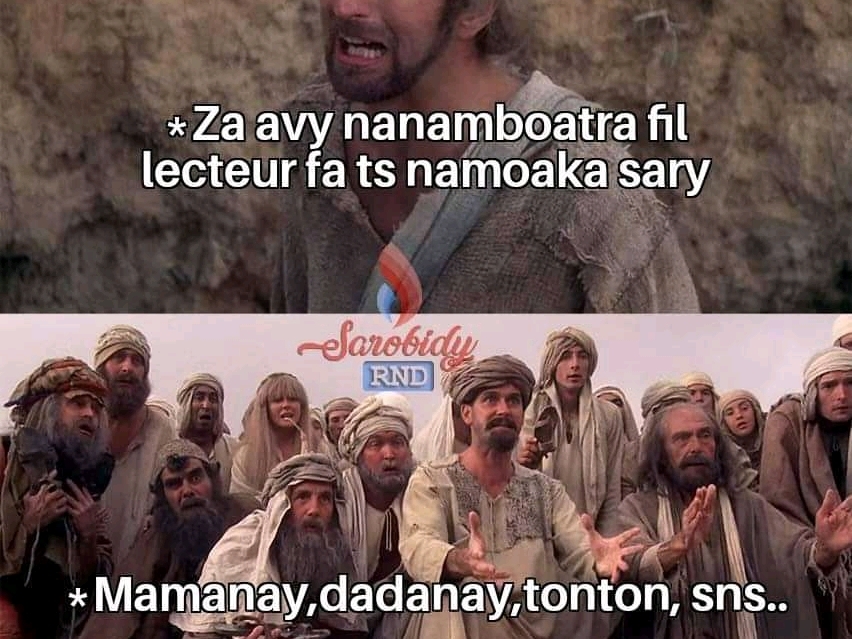 *Za avy nanamboatra fil
lecteur fa ts namoaka sary
Sarobidy
RND
*Mamanay,dadanay,tonton, sns..